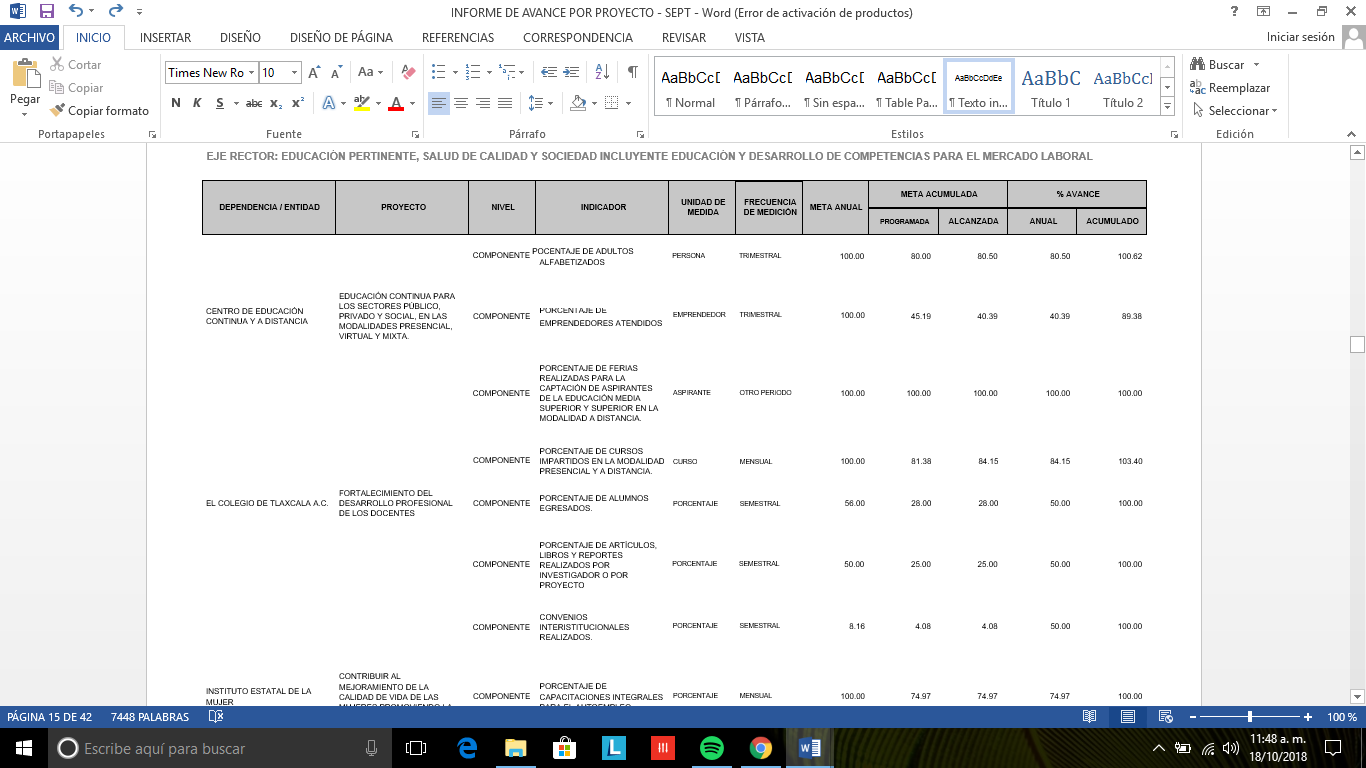 INFORME DE AVANCE POR PROYECTO - SEPT - Word (Error de activación de productos)
ARCHIVO INICIO INSERTAR DISEÑO DISEÑO DE PÁGINA REFERENCIAS CORRESPONDENCIA REVISAR VISTA Iniciar sesión
Pegar
Cortar
Copiar
Copiar formato
Portapapeles
Times New Ro 10
N K S abc x₂ x²
Fuente
Párrafo
AaBbCcD AaBbCcD AaBbCcD AaBbCcD AaBbCcDdEe AaBbC AaBbCcI
¶ Normal ¶ Párrafo... ¶ Sin espa... ¶ Table Pa... ¶ Texto in... Título 1 Título 2
Estilos
Buscar
Reemplazar
Seleccionar
Edición
EJE RECTOR: EDUCACIÓN PERTINENTE, SALUD DE CALIDAD Y SOCIEDAD INCLUYENTE EDUCACIÓN Y DESARROLLO DE COMPETENCIAS PARA EL MERCADO LABORAL
DEPENDENCIA / ENTIDAD PROYECTO NIVEL INDICADOR UNIDAD DE MEDIDA FRECUENCIA DE MEDICIÓN META ANUAL META ACUMULADA % AVANCE
PROGRAMADA ALCANZADA ANUAL ACUMULADO
COMPONENTE POCENTAJE DE ADULTOS
ALFABETIZADOS
PERSONA TRIMESTRAL 100.00 80.00 80.50 80.50 100.62
CENTRO DE EDUCACIÓN
CONTINUA Y A DISTANCIA
EDUCACIÓN CONTINUA PARA
LOS SECTORES PÚBLICO,
PRIVADO Y SOCIAL, EN LAS
MODALIDADES PRESENCIAL,
VIRTUAL Y MIXTA.
COMPONENTE
PORCENTAJE DE
EMPRENDEDORES ATENDIDOS
EMPRENDEDOR TRIMESTRAL 100.00 45.19 40.39 40.39 89.38
COMPONENTE
PORCENTAJE DE FERIAS
REALIZADAS PARA LA
CAPTACIÓN DE ASPIRANTES
DE LA EDUCACIÓN MEDIA
SUPERIOR Y SUPERIOR EN LA
MODALIDAD A DISTANCIA.
ASPIRANTE OTRO PERIODO 100.00 100.00 100.00 100.00 100.00
COMPONENTE
PORCENTAJE DE CURSOS
IMPARTIDOS EN LA MODALIDAD
PRESENCIAL Y A DISTANCIA.
CURSO MENSUAL 100.00 81.38 84.15 84.15 103.40
EL COLEGIO DE TLAXCALA A.C.
FORTALECIMIENTO DEL
DESARROLLO PROFESIONAL
DE LOS DOCENTES
COMPONENTE
PORCENTAJE DE ALUMNOS
EGRESADOS.
PORCENTAJE SEMESTRAL 56.00 28.00 28.00 50.00 100.00
COMPONENTE
PORCENTAJE DE ARTÍCULOS,
LIBROS Y REPORTES
REALIZADOS POR
INVESTIGADOR O POR
PROYECTO
PORCENTAJE SEMESTRAL 50.00 25.00 25.00 50.00 100.00
COMPONENTE
CONVENIOS
INTERISTITUCIONALES
REALIZADOS.
PORCENTAJE SEMESTRAL 8.16 4.08 4.08 50.00 100.00
INSTITUTO ESTATAL DE LA
MUJER
CONTRIBUIR AL
MEJORAMIENTO DE LA
CALIDAD DE VIDA DE LAS
MUJERES PROMOVIENDO LA
COMPONENTE
PORCENTAJE DE
CAPACITACIONES INTEGRALES
PARA EL AUTOEMPLEO
PORCENTAJE MENSUAL 100.00 74.97 74.97 74.97 100.00
PÁGINA 15 DE 42 7448 PALABRAS 100 %
Escribe aquí para buscar
11:48 a. m.
18/10/2018